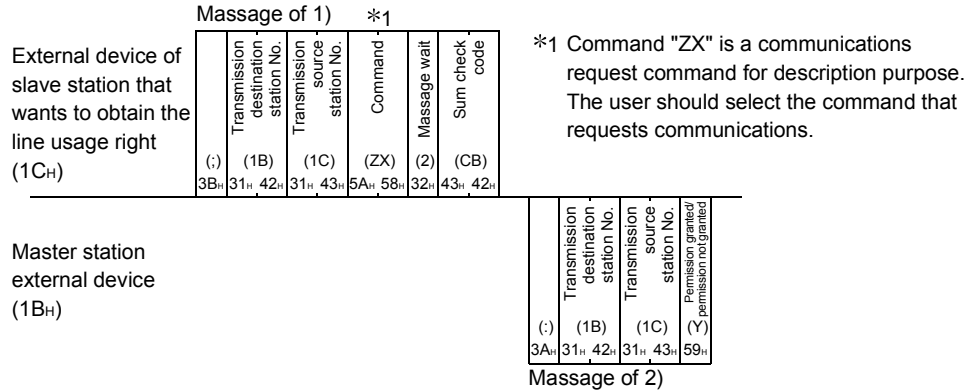 Massage of 1)
*1
External device of
slave station that
wants to obtain the
line usage right
(1CH)
Transmission
destination
station No.
Transmission
source
station No.
Command
Massage wait
Sum check
code
(;) (1B) (1C) (ZX) (2) (CB)
3BH 31H 42H 31H 43H 5AH 58H 32H 43H 42H
*1 Command "ZX" is a communications
request command for description purpose.
The user should select the command that
requests communications.
Master station
external device
(1BH)
Transmission
destination
station No.
Transmission
source
station No.
Permission granted/
permission not granted
(:) (1B) (1C) (Y)
3AH 31H 42H 31H 43H 59H
Massage of 2)